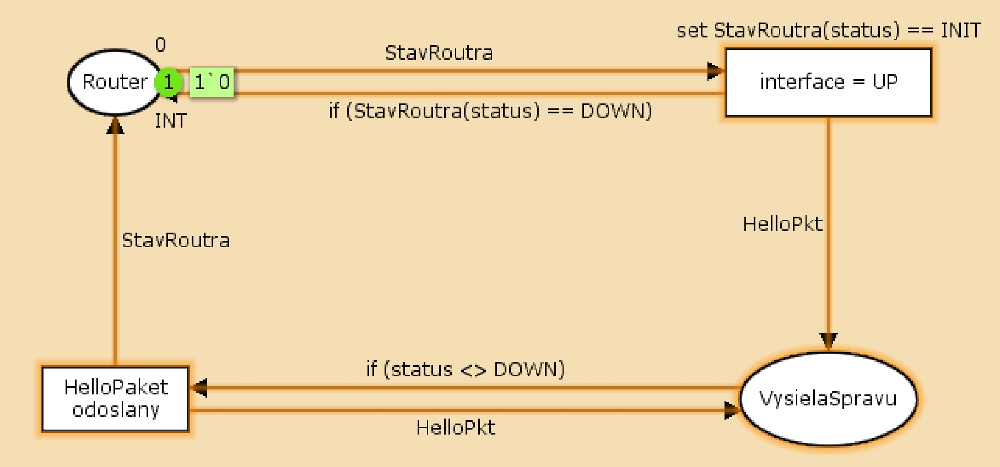 set StavRoutra(status) == INIT
0
StavRoutra
Router
1
1`0
interface = UP
if (StavRoutra(status) == DOWN)
INT
HelloPkt
StavRoutra
if (status <> DOWN)
HelloPaket
odoslany
VysielaSpravu
HelloPkt